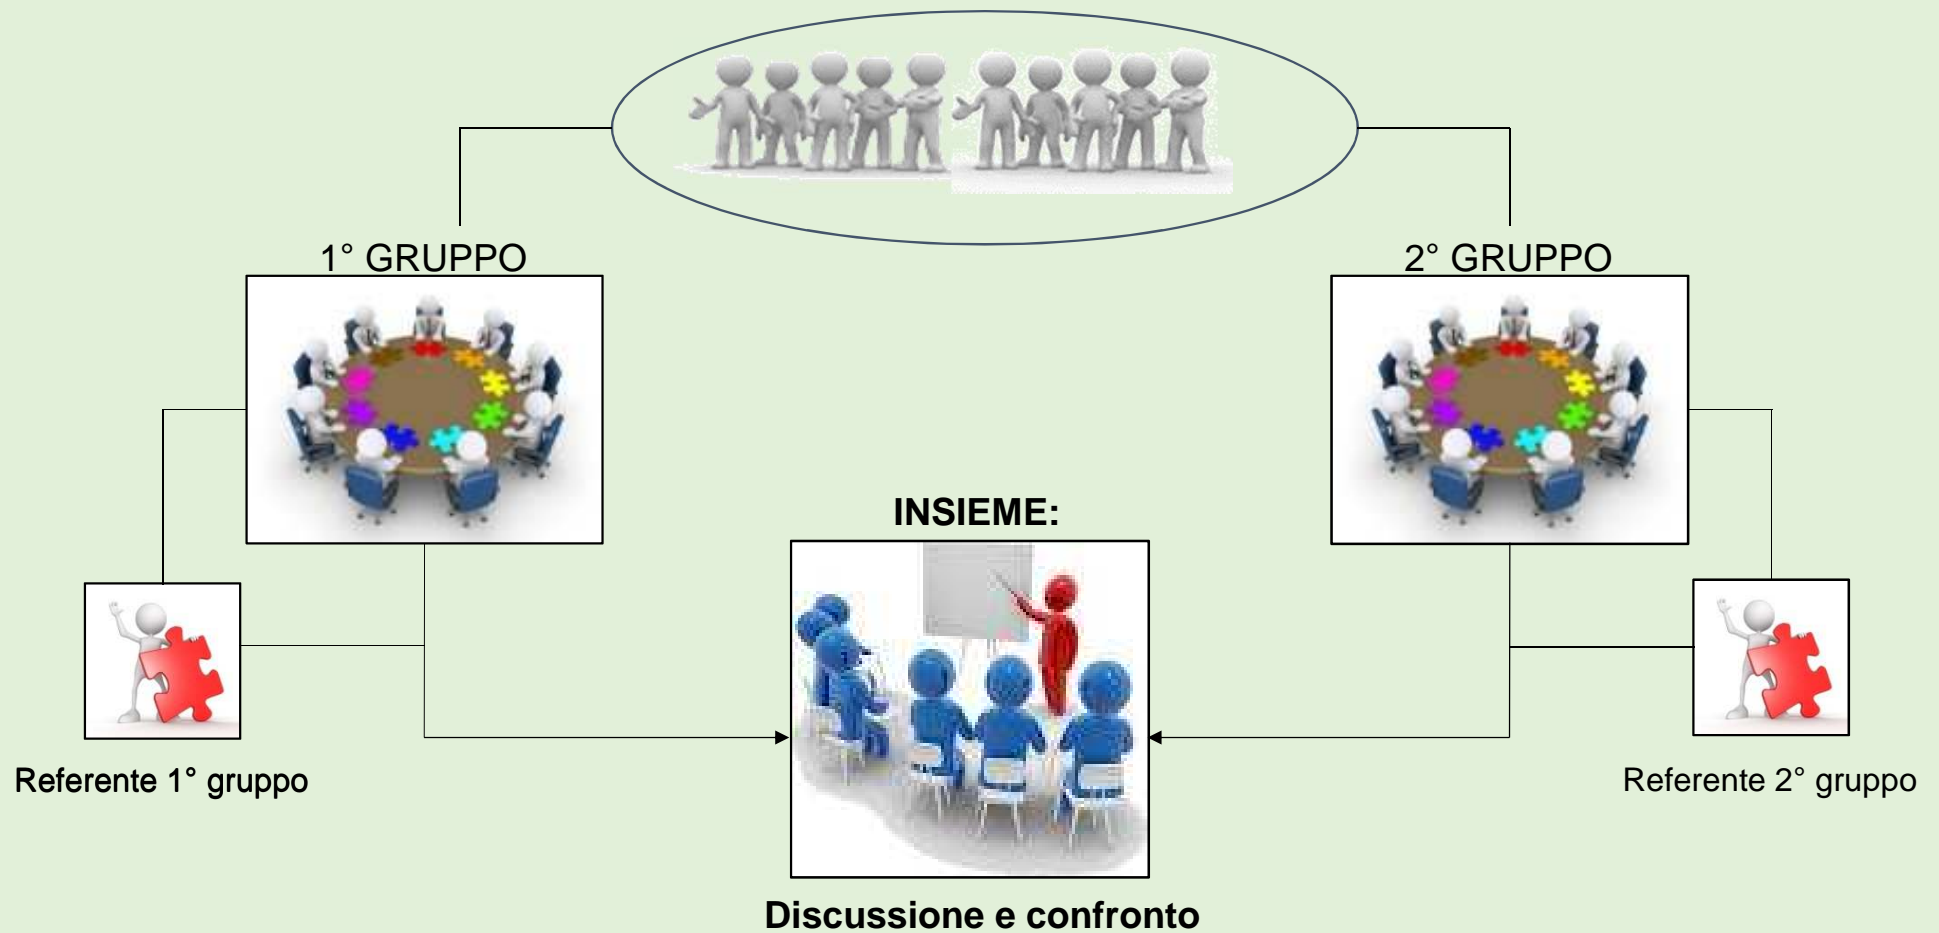 1° GRUPPO
2° GRUPPO
INSIEME:
Referente 1° gruppo
Referente 2° gruppo
Discussione e confronto